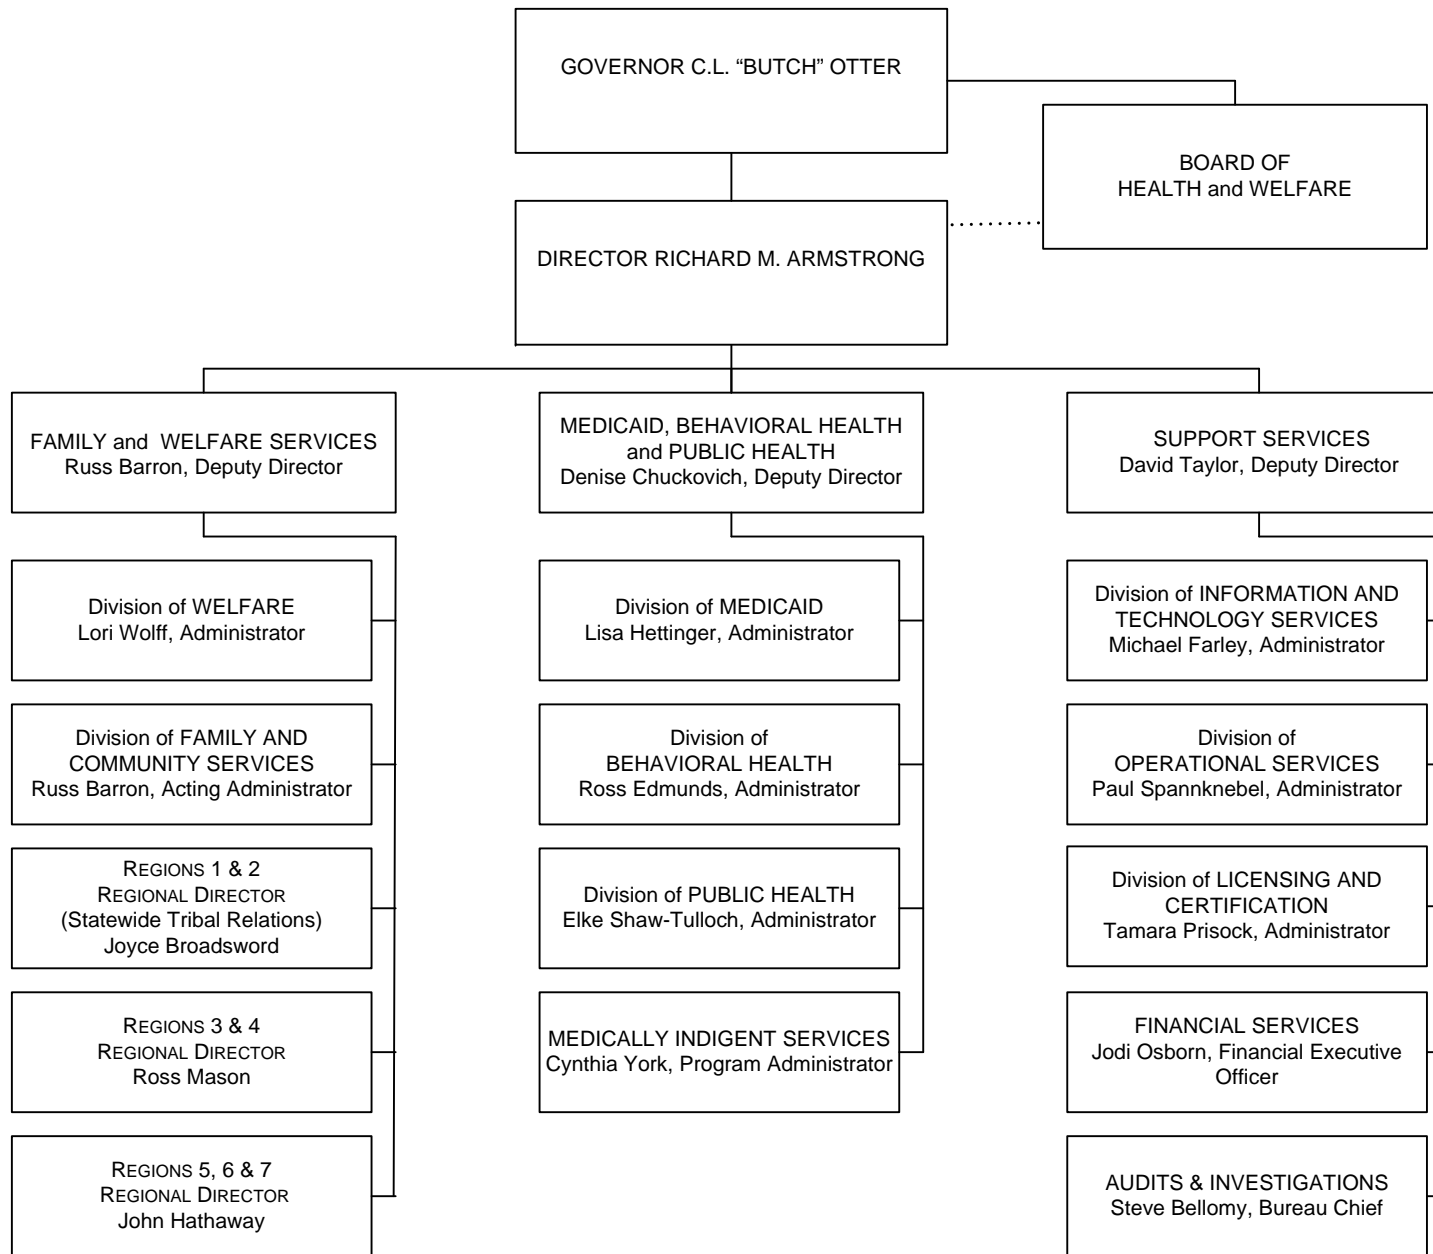 GOVERNOR C.L. “BUTCH” OTTER
BOARD OF
HEALTH and WELFARE
DIRECTOR RICHARD M. ARMSTRONG
FAMILY and  WELFARE SERVICES
Russ Barron, Deputy Director
MEDICAID, BEHAVIORAL HEALTH
and PUBLIC HEALTH
Denise Chuckovich, Deputy Director
SUPPORT SERVICES
David Taylor, Deputy Director
Division of WELFARE
Lori Wolff, Administrator
Division of FAMILY AND
COMMUNITY SERVICES
Russ Barron, Acting Administrator
REGIONS 1 & 2
REGIONAL DIRECTOR
(Statewide Tribal Relations)
Joyce Broadsword
REGIONS 3 & 4
REGIONAL DIRECTOR
Ross Mason
REGIONS 5, 6 & 7
REGIONAL DIRECTOR
John Hathaway
Division of MEDICAID
Lisa Hettinger, Administrator
Division of
BEHAVIORAL HEALTH
Ross Edmunds, Administrator
Division of PUBLIC HEALTH
Elke Shaw-Tulloch, Administrator
MEDICALLY INDIGENT SERVICES
Cynthia York, Program Administrator
Division of INFORMATION AND
TECHNOLOGY SERVICES
Michael Farley, Administrator
Division of
OPERATIONAL SERVICES
Paul Spannknebel, Administrator
Division of LICENSING AND
CERTIFICATION
Tamara Prisock, Administrator
FINANCIAL SERVICES
Jodi Osborn, Financial Executive
Officer
AUDITS & INVESTIGATIONS
Steve Bellomy, Bureau Chief